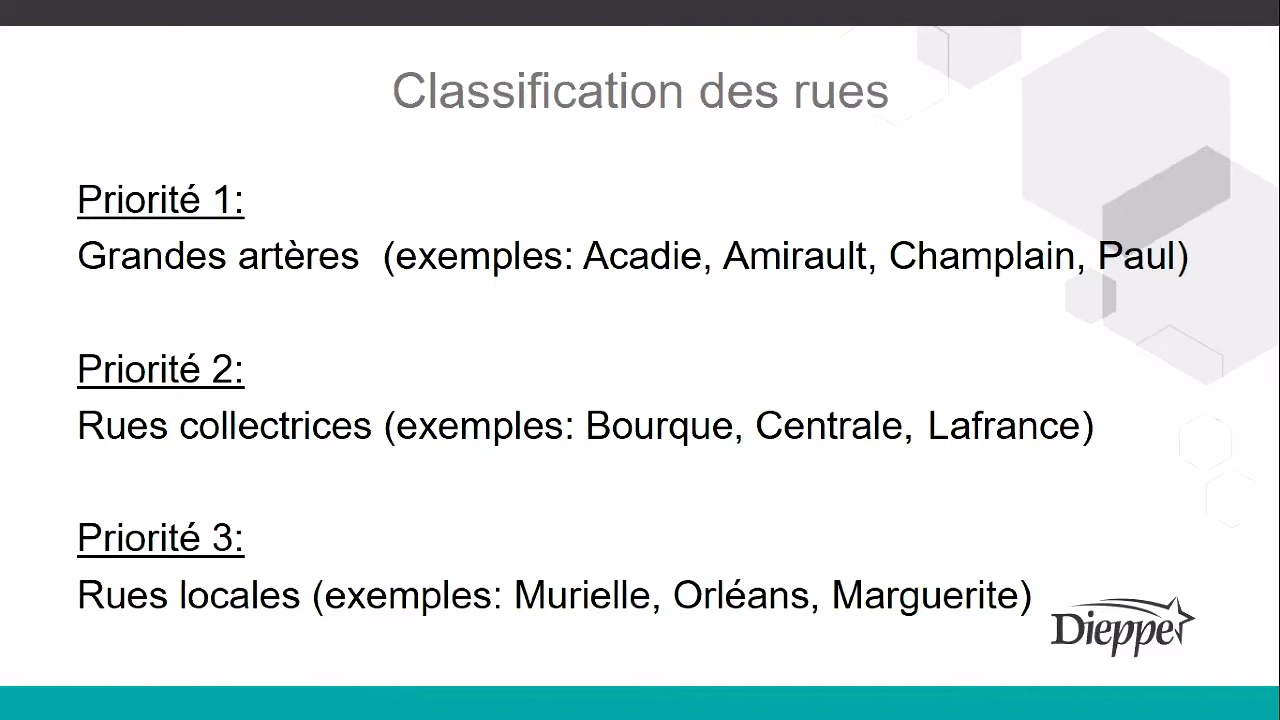 Classification des rues
Priorité 1:
Grandes artères  (exemples: Acadie, Amirault, Champlain, Paul)
Priorité 2:
Rues collectrices (exemples: Bourque, Centrale, Lafrance)
Priorité 3:
Rues locales (exemples: Murielle, Orléans, Marguerite)
Dieppe